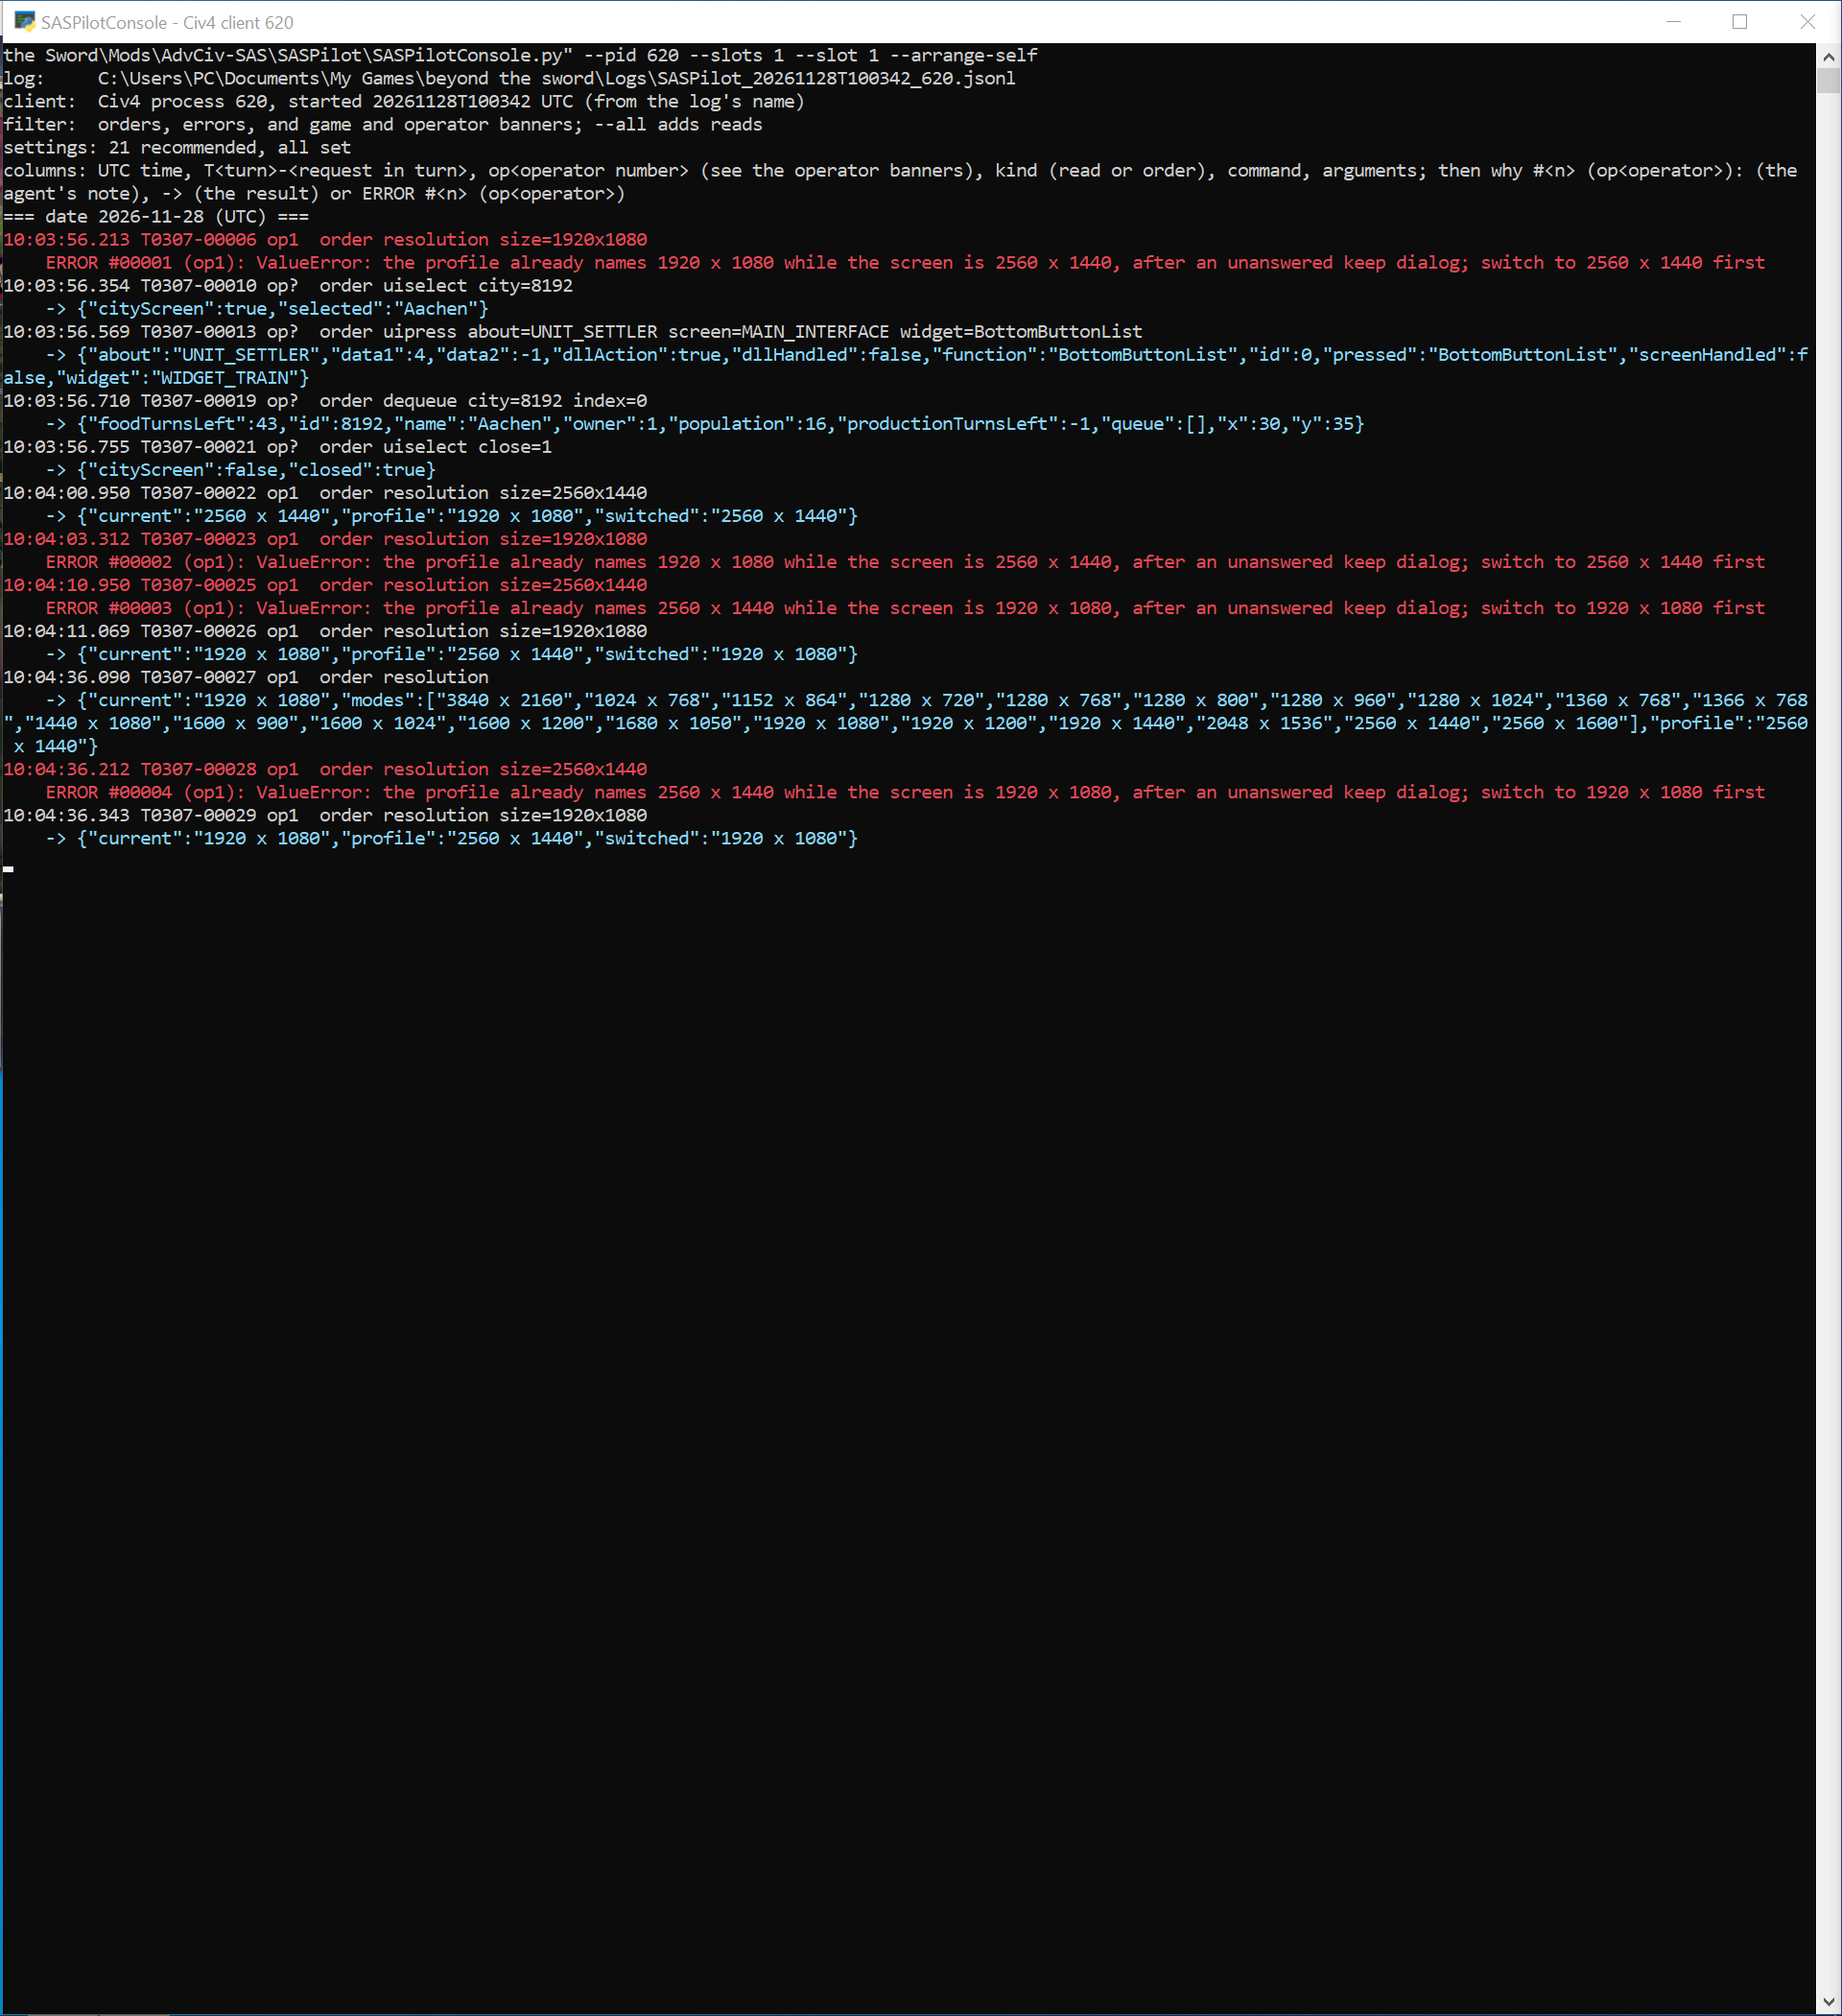 SASPilotConsole - Civ4 client 620
the Sword\Mods\AdvCiv-SAS\SASPilot\SASPilotConsole.py" --pid 620 --slots 1 --slot 1 --arrange-self
log:     C:\Users\PC\Documents\My Games\beyond the sword\Logs\SASPilot_20261128T100342_620.jsonl
client:  Civ4 process 620, started 20261128T100342 UTC (from the log's name)
filter:  orders, errors, and game and operator banners; --all adds reads
settings: 21 recommended, all set
columns: UTC time, T<turn>-<request in turn>, op<operator number> (see the operator banners), kind (read or order), command, arguments; then why #<n> (op<operator>): (the
agent's note), -> (the result) or ERROR #<n> (op<operator>)
=== date 2026-11-28 (UTC) ===
10:03:56.213 T0307-00006 op1  order resolution size=1920x1080
    ERROR #00001 (op1): ValueError: the profile already names 1920 x 1080 while the screen is 2560 x 1440, after an unanswered keep dialog; switch to 2560 x 1440 first
10:03:56.354 T0307-00010 op?  order uiselect city=8192
    -> {"cityScreen":true,"selected":"Aachen"}
10:03:56.569 T0307-00013 op?  order uipress about=UNIT_SETTLER screen=MAIN_INTERFACE widget=BottomButtonList
    -> {"about":"UNIT_SETTLER","data1":4,"data2":-1,"dllAction":true,"dllHandled":false,"function":"BottomButtonList","id":0,"pressed":"BottomButtonList","screenHandled":f
alse,"widget":"WIDGET_TRAIN"}
10:03:56.710 T0307-00019 op?  order dequeue city=8192 index=0
    -> {"foodTurnsLeft":43,"id":8192,"name":"Aachen","owner":1,"population":16,"productionTurnsLeft":-1,"queue":[],"x":30,"y":35}
10:03:56.755 T0307-00021 op?  order uiselect close=1
    -> {"cityScreen":false,"closed":true}
10:04:00.950 T0307-00022 op1  order resolution size=2560x1440
    -> {"current":"2560 x 1440","profile":"1920 x 1080","switched":"2560 x 1440"}
10:04:03.312 T0307-00023 op1  order resolution size=1920x1080
    ERROR #00002 (op1): ValueError: the profile already names 1920 x 1080 while the screen is 2560 x 1440, after an unanswered keep dialog; switch to 2560 x 1440 first
10:04:10.950 T0307-00025 op1  order resolution size=2560x1440
    ERROR #00003 (op1): ValueError: the profile already names 2560 x 1440 while the screen is 1920 x 1080, after an unanswered keep dialog; switch to 1920 x 1080 first
10:04:11.069 T0307-00026 op1  order resolution size=1920x1080
    -> {"current":"1920 x 1080","profile":"2560 x 1440","switched":"1920 x 1080"}
10:04:36.090 T0307-00027 op1  order resolution
    -> {"current":"1920 x 1080","modes":["3840 x 2160","1024 x 768","1152 x 864","1280 x 720","1280 x 768","1280 x 800","1280 x 960","1280 x 1024","1360 x 768","1366 x 768
","1440 x 1080","1600 x 900","1600 x 1024","1600 x 1200","1680 x 1050","1920 x 1080","1920 x 1200","1920 x 1440","2048 x 1536","2560 x 1440","2560 x 1600"],"profile":"2560
 x 1440"}
10:04:36.212 T0307-00028 op1  order resolution size=2560x1440
    ERROR #00004 (op1): ValueError: the profile already names 2560 x 1440 while the screen is 1920 x 1080, after an unanswered keep dialog; switch to 1920 x 1080 first
10:04:36.343 T0307-00029 op1  order resolution size=1920x1080
    -> {"current":"1920 x 1080","profile":"2560 x 1440","switched":"1920 x 1080"}